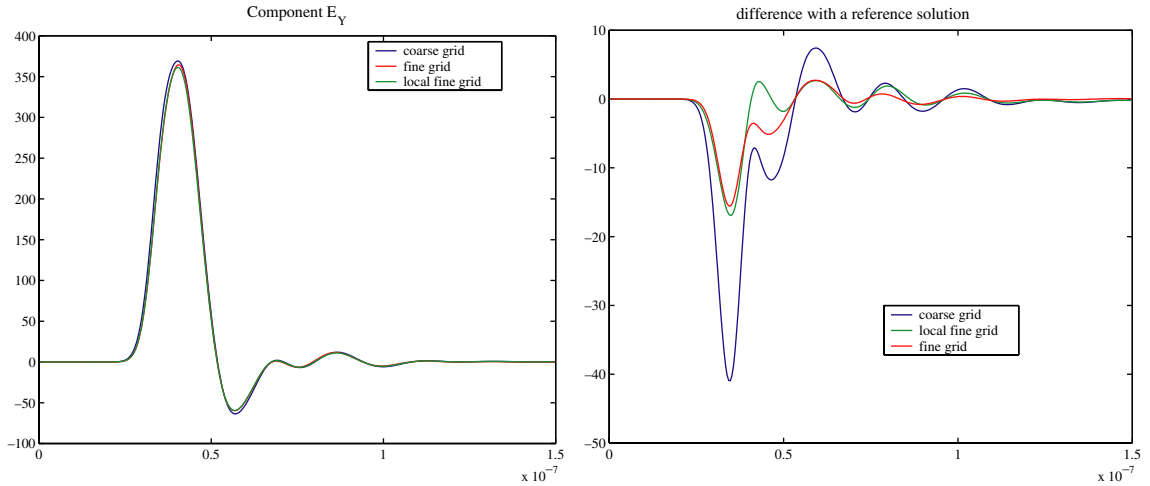 Component E_Y
400
350
300
250
200
150
100
50
0
−50
−100
0
0.5
1
1.5
x 10⁻⁷
coarse grid
fine grid
local fine grid
difference with a reference solution
10
0
−10
−20
−30
−40
−50
0
0.5
1
1.5
x 10⁻⁷
coarse grid
local fine grid
fine grid